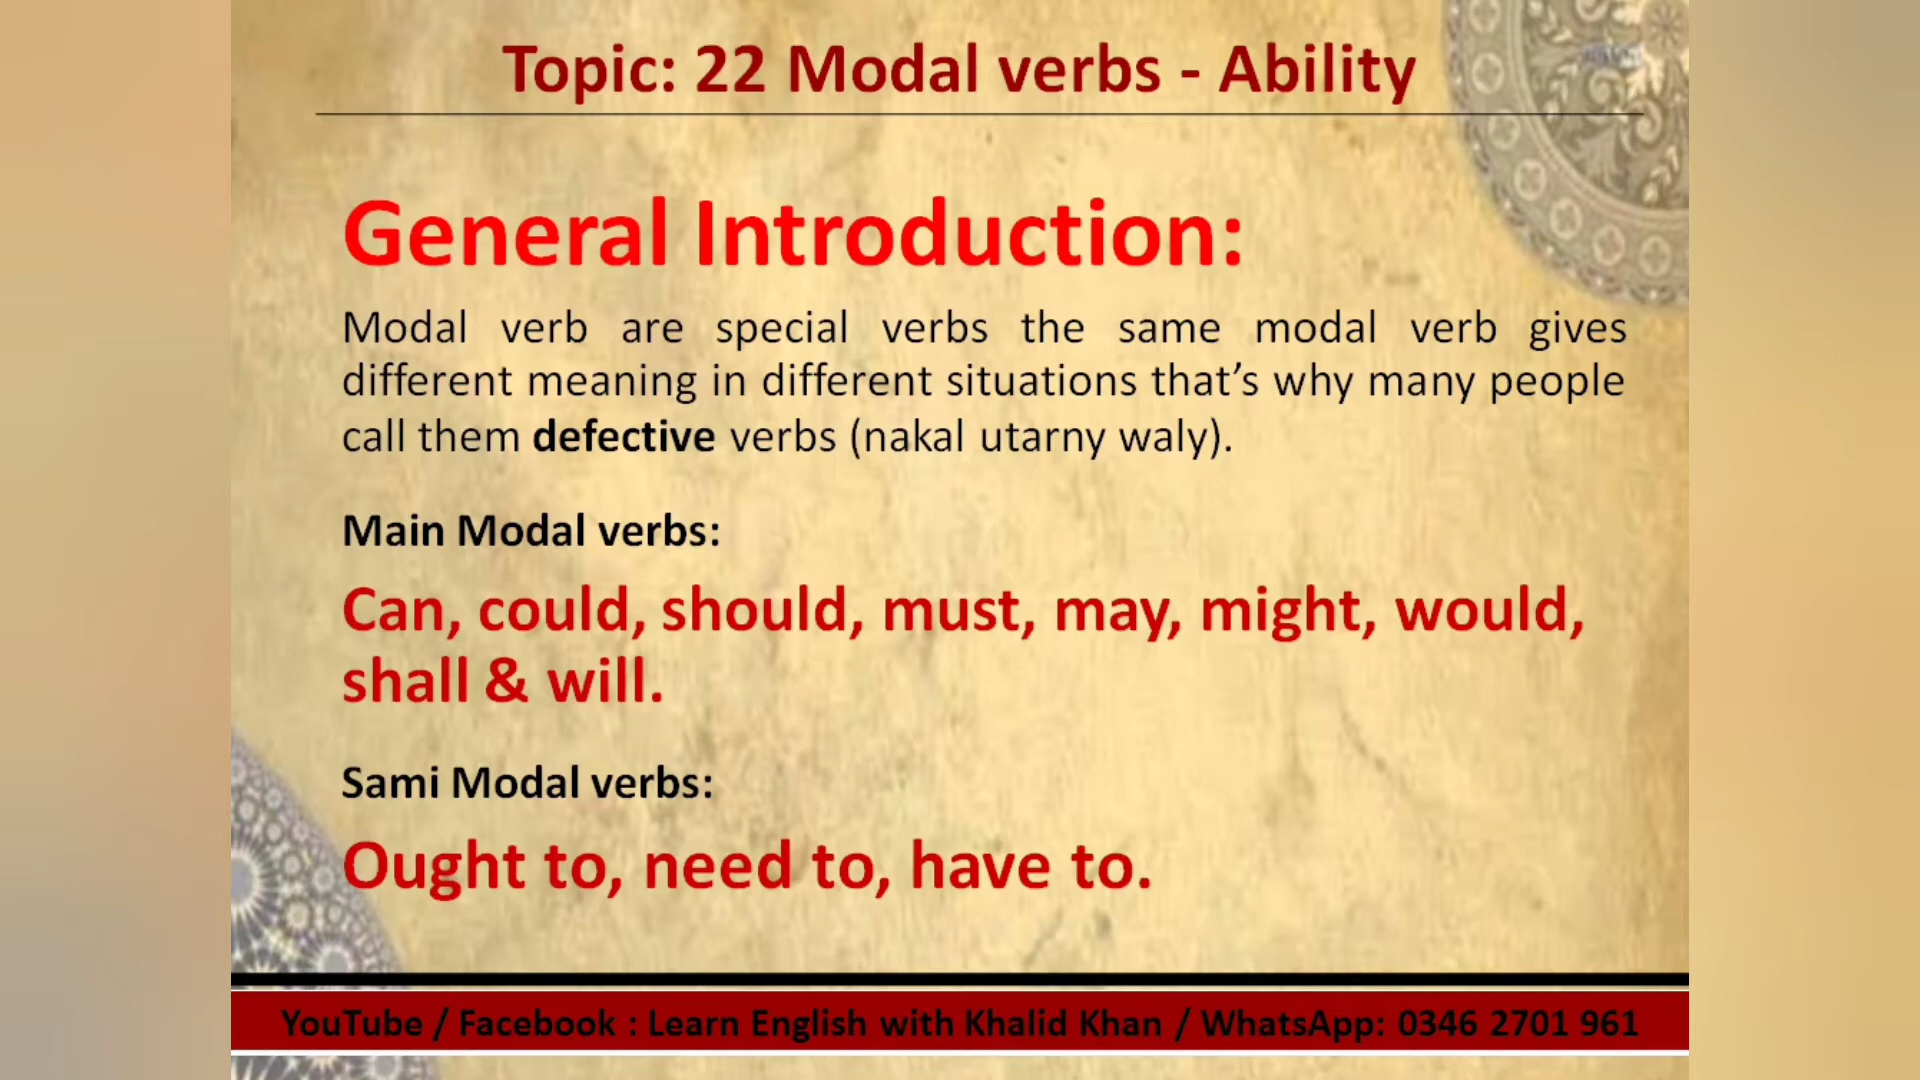 Topic: 22 Modal verbs - Ability
General Introduction:
Modal verb are special verbs the same modal verb gives
different meaning in different situations that’s why many people
call them defective verbs (nakal utarny waly).
Main Modal verbs:
Can, could, should, must, may, might, would,
shall & will.
Sami Modal verbs:
Ought to, need to, have to.
YouTube / Facebook : Learn English with Khalid Khan / WhatsApp: 0346 2701 961